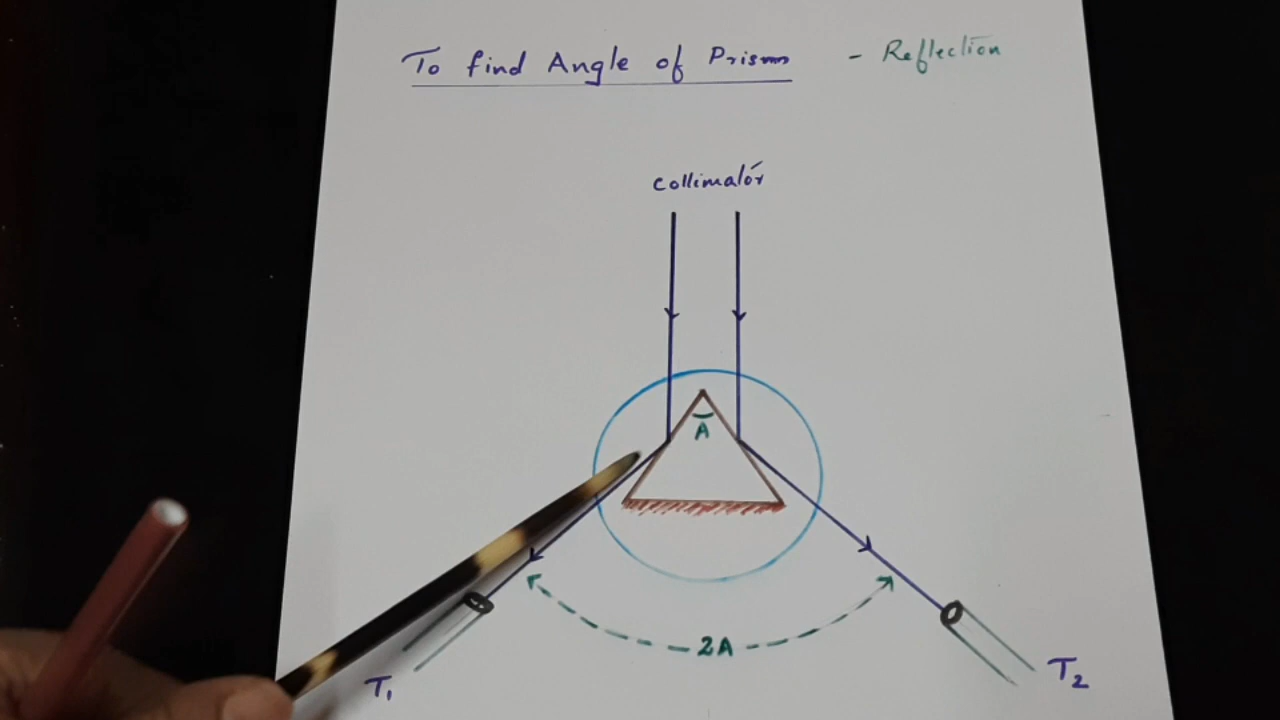 To find Angle of Prism - Reflection
Collimator
A
2A
T1
T2